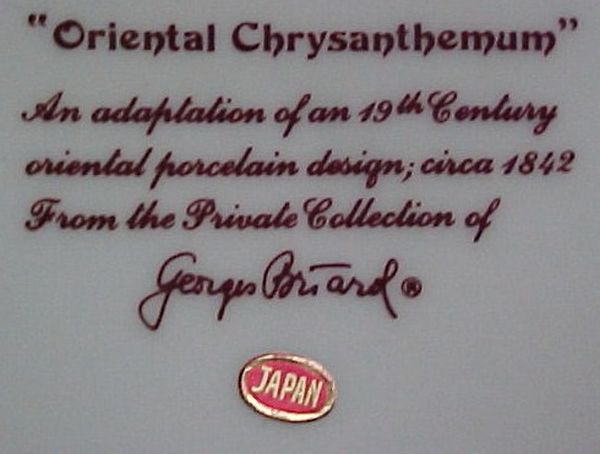 "Oriental Chrysanthemum"
An adaptation of an 19th Century
oriental porcelain design; circa 1842
From the Private Collection of
Georges Briard®
JAPAN